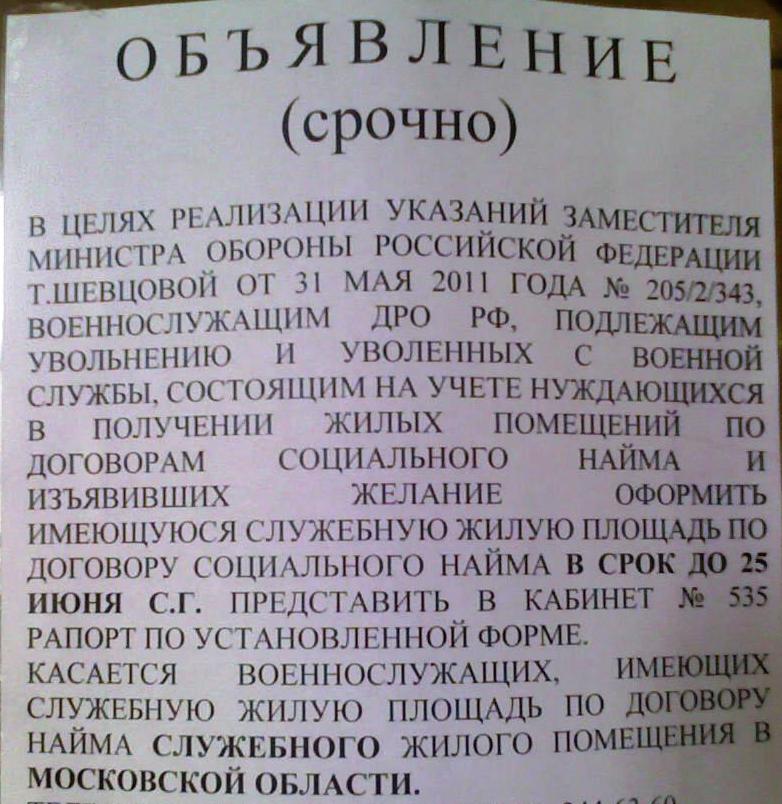 ОБЪЯВЛЕНИЕ
(срочно)
В ЦЕЛЯХ РЕАЛИЗАЦИИ УКАЗАНИЙ ЗАМЕСТИТЕЛЯ
МИНИСТРА ОБОРОНЫ РОССИЙСКОЙ ФЕДЕРАЦИИ
Т.ШЕВЦОВОЙ ОТ 31 МАЯ 2011 ГОДА № 205/2/343,
ВОЕННОСЛУЖАЩИМ ДРО РФ, ПОДЛЕЖАЩИМ
УВОЛЬНЕНИЮ И УВОЛЕННЫХ С ВОЕННОЙ
СЛУЖБЫ, СОСТОЯЩИМ НА УЧЕТЕ НУЖДАЮЩИХСЯ
В ПОЛУЧЕНИИ ЖИЛЫХ ПОМЕЩЕНИЙ ПО
ДОГОВОРАМ СОЦИАЛЬНОГО НАЙМА И
ИЗЪЯВИВШИХ ЖЕЛАНИЕ ОФОРМИТЬ
ИМЕЮЩУЮСЯ СЛУЖЕБНУЮ ЖИЛУЮ ПЛОЩАДЬ ПО
ДОГОВОРУ СОЦИАЛЬНОГО НАЙМА В СРОК ДО 25
ИЮНЯ С.Г. ПРЕДСТАВИТЬ В КАБИНЕТ № 535
РАПОРТ ПО УСТАНОВЛЕННОЙ ФОРМЕ.
КАСАЕТСЯ ВОЕННОСЛУЖАЩИХ, ИМЕЮЩИХ
СЛУЖЕБНУЮ ЖИЛУЮ ПЛОЩАДЬ ПО ДОГОВОРУ
НАЙМА СЛУЖЕБНОГО ЖИЛОГО ПОМЕЩЕНИЯ В
МОСКОВСКОЙ ОБЛАСТИ.